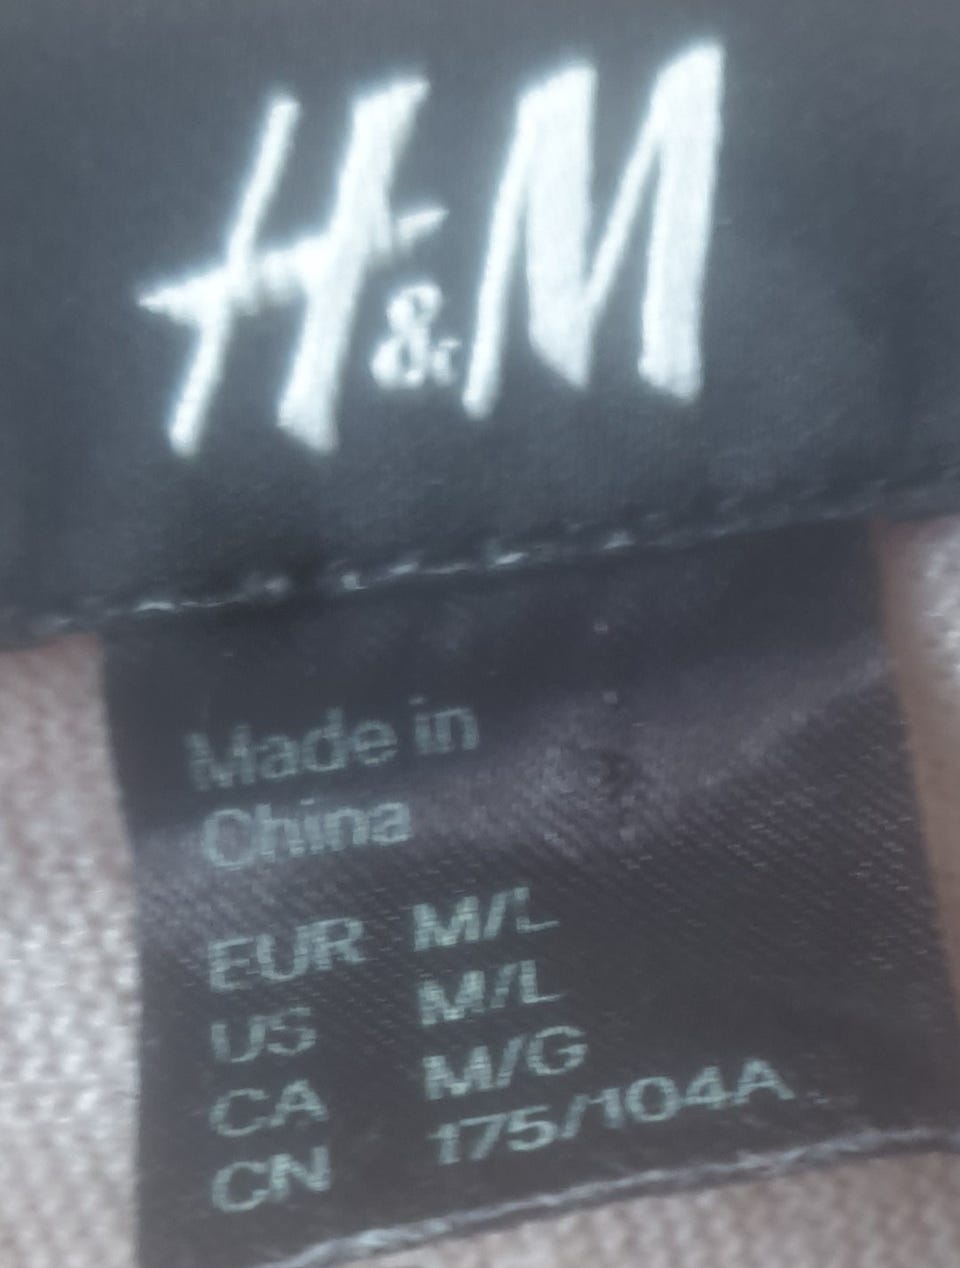 H&M
Made in
China
EUR M/L
US M/L
CA M/G
CN 175/104A